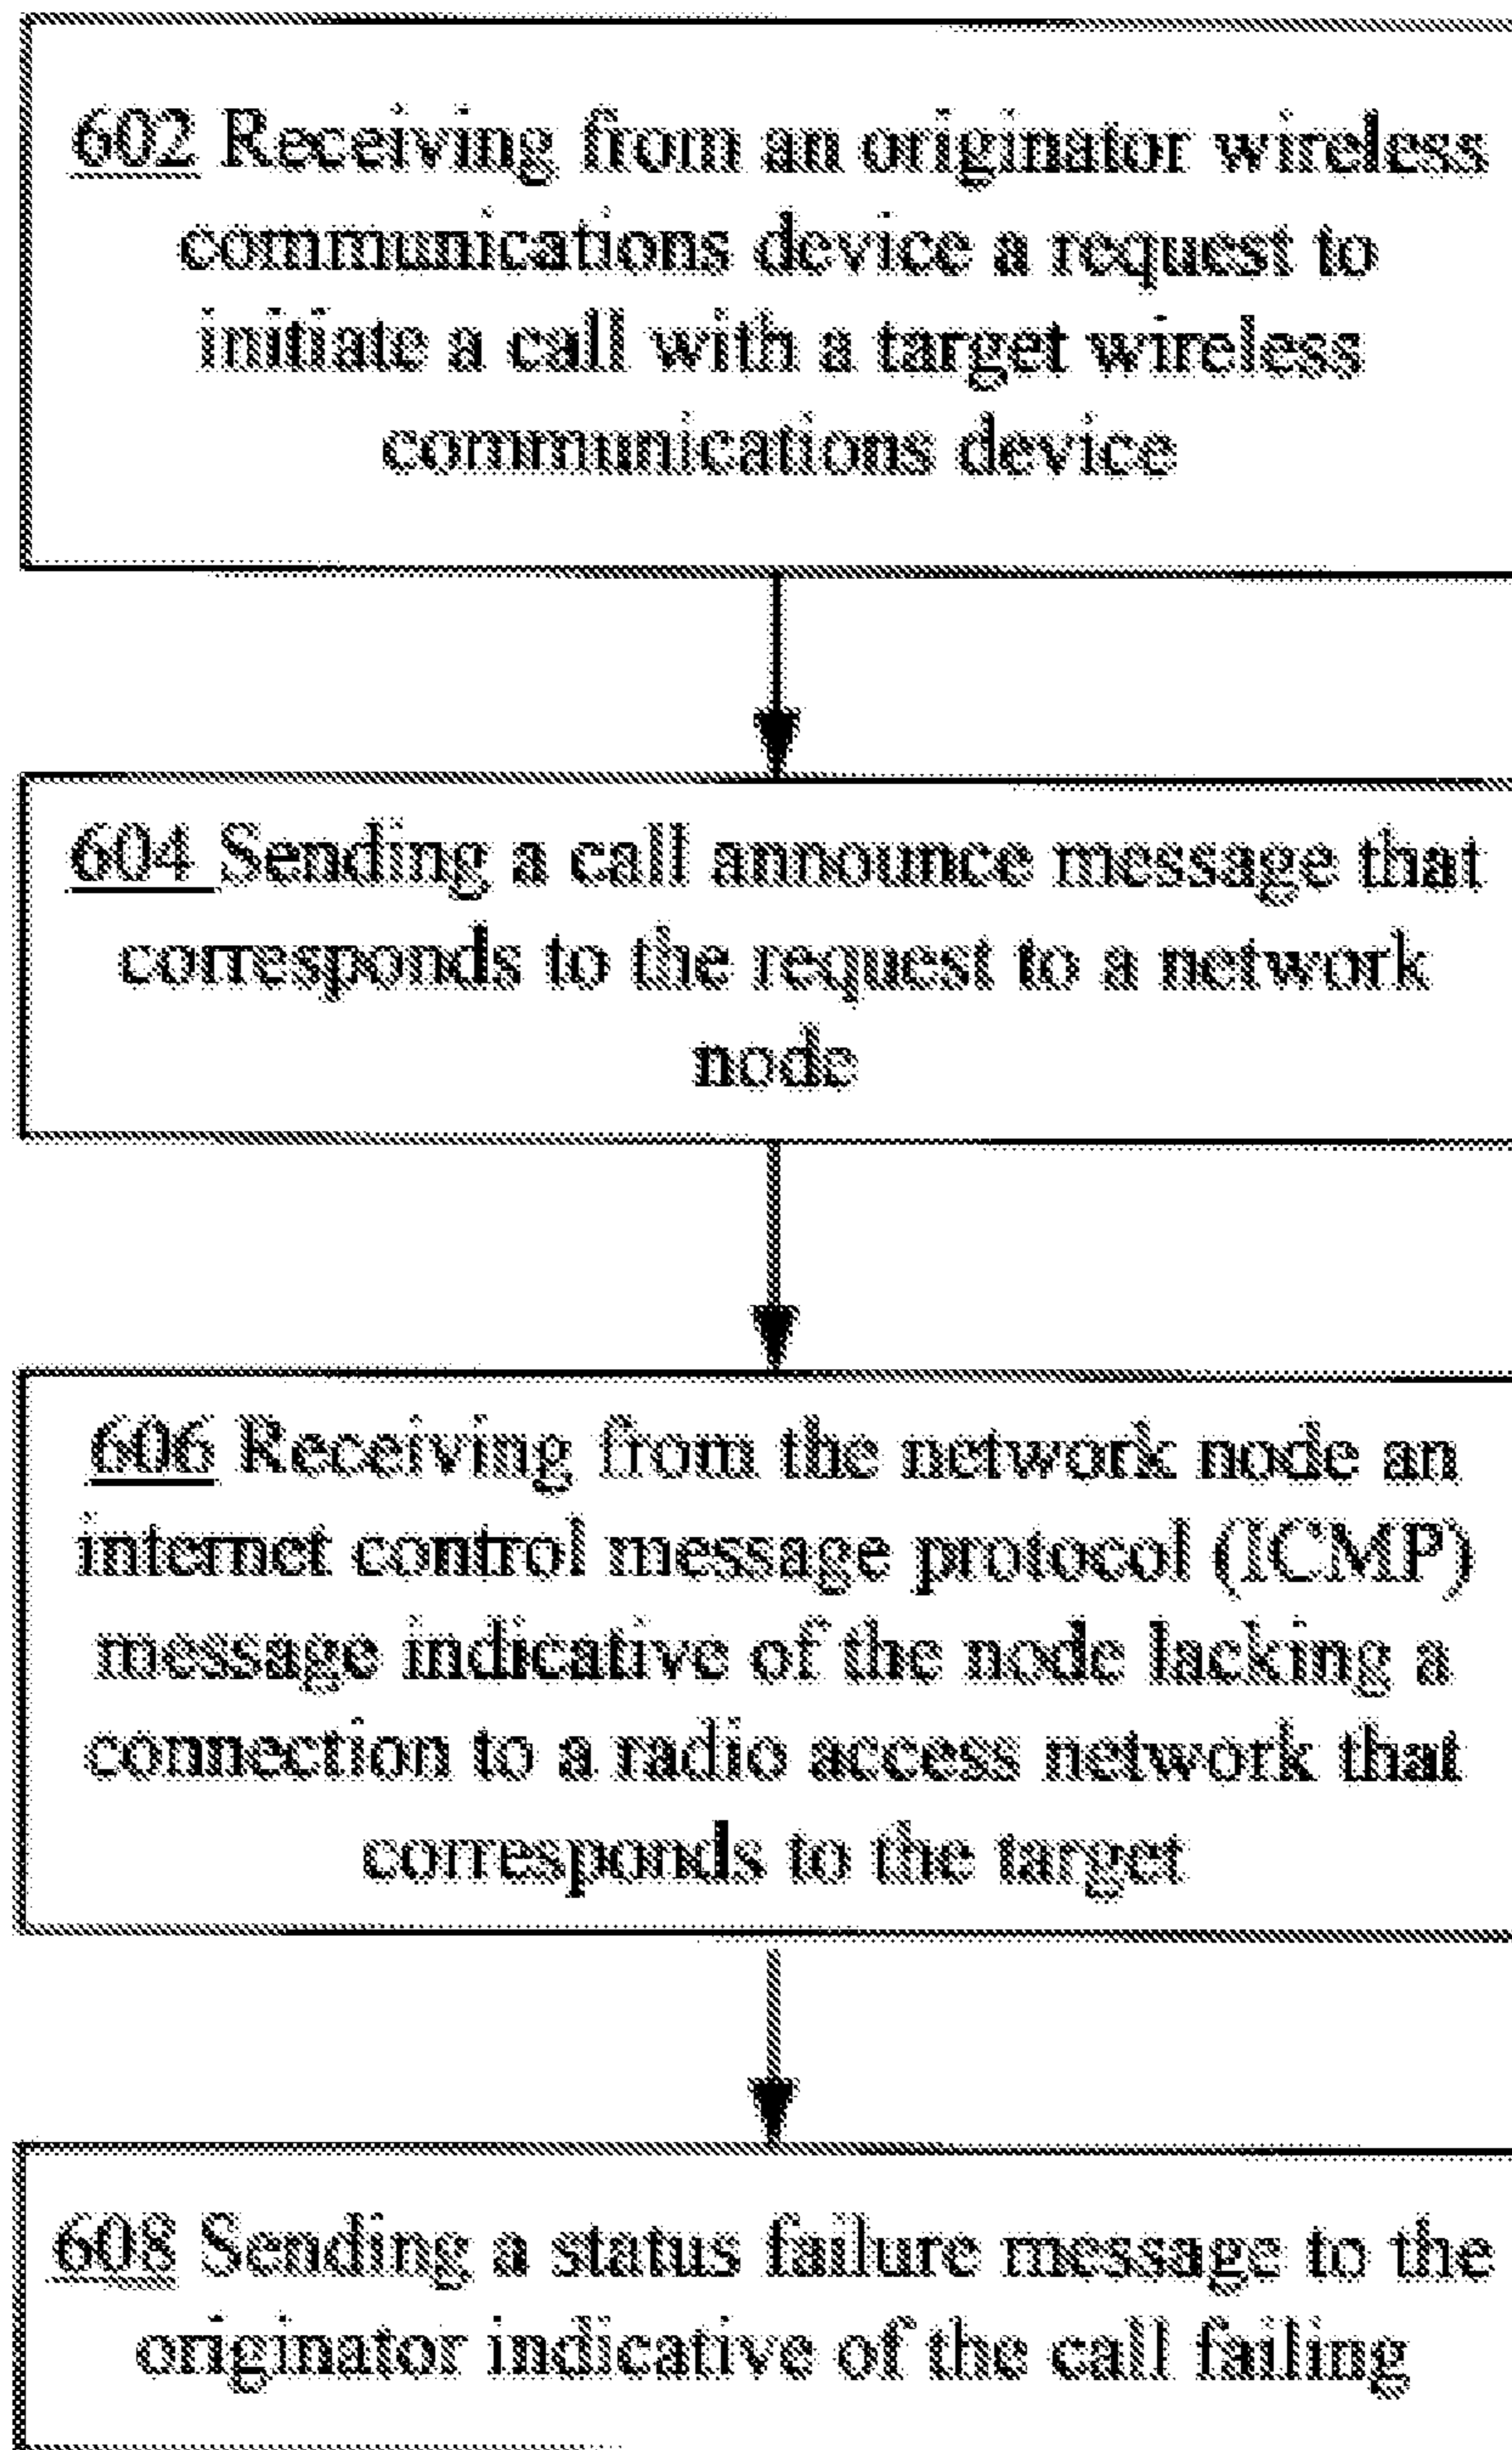 602 Receiving from an originator wireless
communications device a request to
initiate a call with a target wireless
communications device
604 Sending a call announce message that
corresponds to the request to a network
node
606 Receiving from the network node an
internet control message protocol (ICMP)
message indicative of the node lacking a
connection to a radio access network that
corresponds to the target
608 Sending a status failure message to the
originator indicative of the call failing